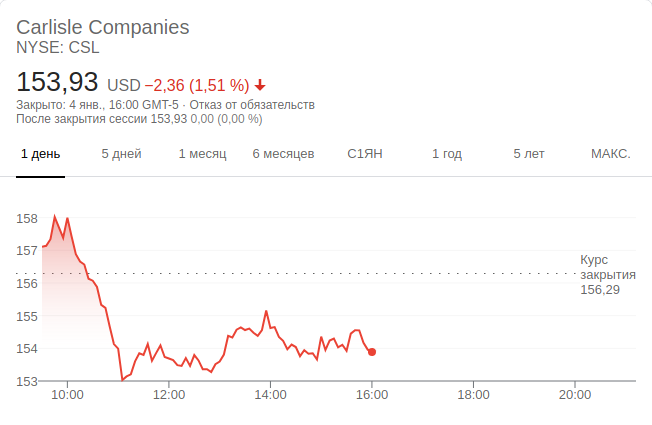 Carlisle Companies
NYSE: CSL
153,93 USD −2,36 (1,51 %)
Закрыто: 4 янв., 16:00 GMT-5 · Отказ от обязательств
После закрытия сессии 153,93 0,00 (0,00 %)
1 день 5 дней 1 месяц 6 месяцев С1ЯН 1 год 5 лет МАКС.
158
157
156
155
154
153
Курс
закрытия
156,29
10:00 12:00 14:00 16:00 18:00 20:00